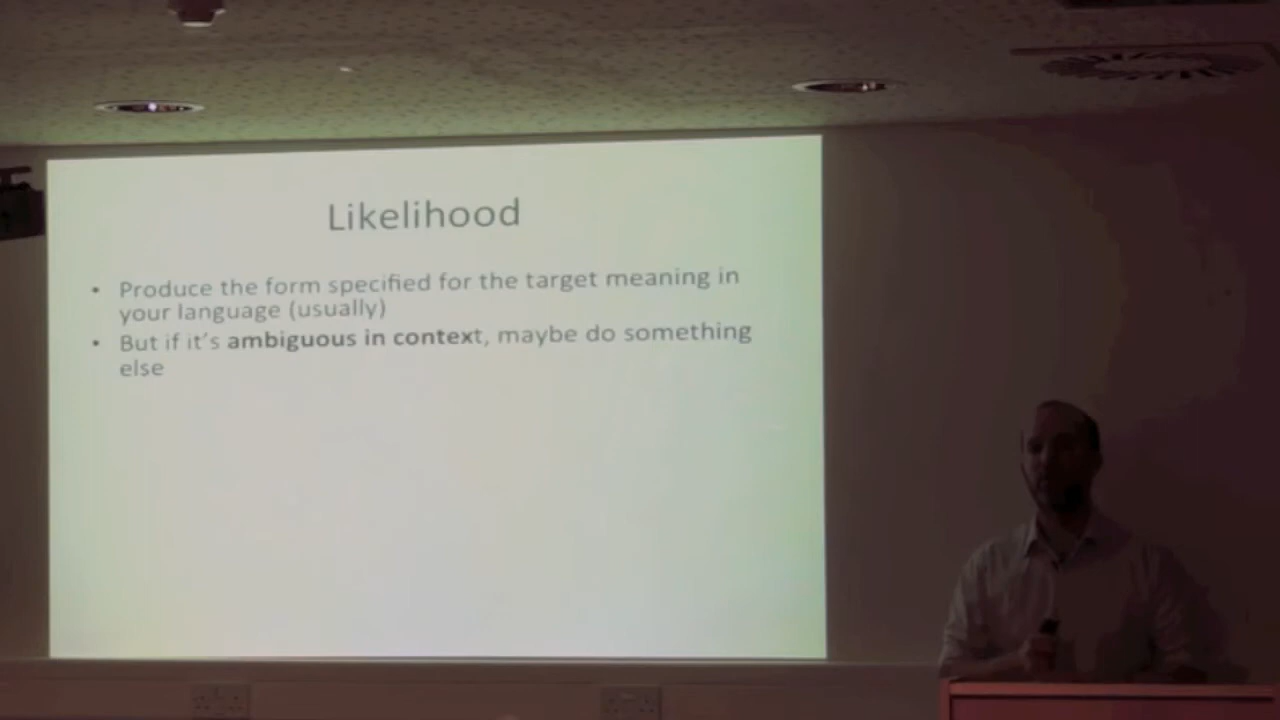 Likelihood
• Produce the form specified for the target meaning in
your language (usually)
• But if it's ambiguous in context, maybe do something
else